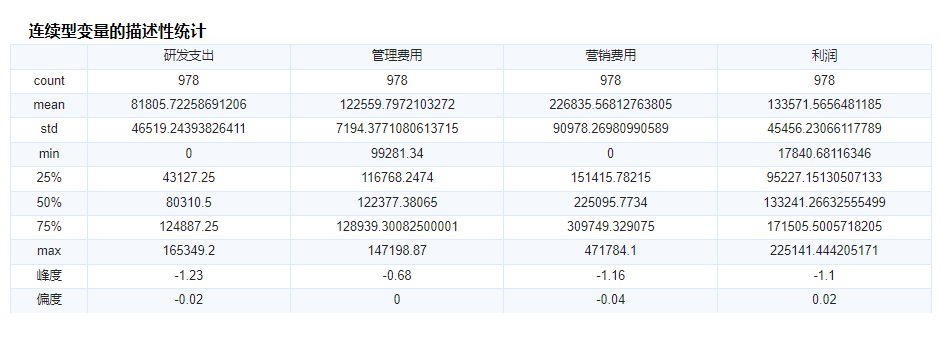 连续型变量的描述性统计
研发支出 管理费用 营销费用 利润
count 978 978 978 978
mean 81805.72258691206 122559.7972103272 226835.56812763805 133571.5656481185
std 46519.24393826411 7194.3771080613715 90978.26980990589 45456.23066117789
min 0 99281.34 0 17840.68116346
25% 43127.25 116768.2474 151415.78215 95227.15130507133
50% 80310.5 122377.38065 225095.7734 133241.26632555499
75% 124887.25 128939.30082500001 309749.329075 171505.5005718205
max 165349.2 147198.87 471784.1 225141.444205171
峰度 -1.23 -0.68 -1.16 -1.1
偏度 -0.02 0 -0.04 0.02